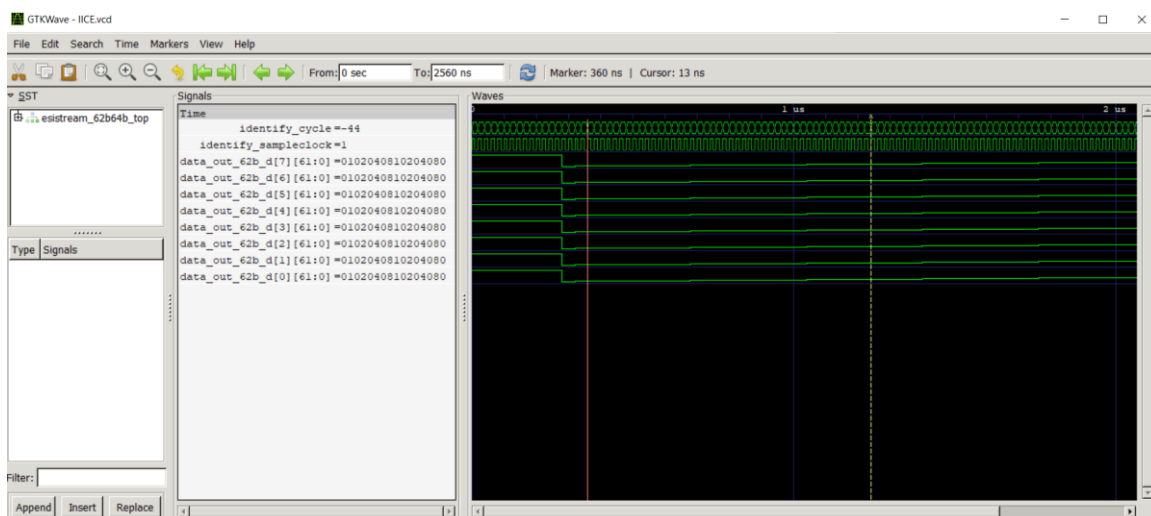 GTKWave - IICE.vcd
File Edit Search Time Markers View Help
From: 0 sec To: 2560 ns Marker: 360 ns | Cursor: 13 ns
SST
esistream_62b64b_top
Type Signals
Filter:
Append Insert Replace
Signals
Time
identify_cycle=-44
identify_sampleclock=1
data_out_62b_d[7][61:0]=0102040810204080
data_out_62b_d[6][61:0]=0102040810204080
data_out_62b_d[5][61:0]=0102040810204080
data_out_62b_d[4][61:0]=0102040810204080
data_out_62b_d[3][61:0]=0102040810204080
data_out_62b_d[2][61:0]=0102040810204080
data_out_62b_d[1][61:0]=0102040810204080
data_out_62b_d[0][61:0]=0102040810204080
Waves
1 us 2 us